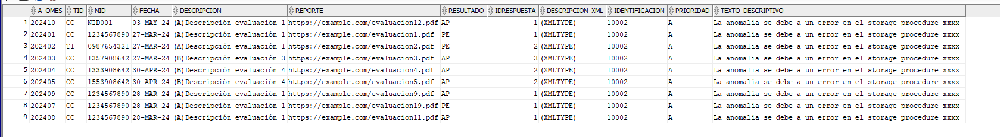 A_OMES TID NID FECHA DESCRIPCION REPORTE RESULTADO IDRESPUESTA DESCRIPCION_XML IDENTIFICACION PRIORIDAD TEXTO_DESCRIPTIVO
1 202410 CC NID001 03-MAY-24 (A)Descripción evaluación 1 https://example.com/evaluacion12.pdf AP 1 (XMLTYPE) 10002 A La anomalia se debe a un error en el storage procedure xxxx
2 202401 CC 1234567890 27-MAR-24 (A)Descripción evaluación 1 https://example.com/evaluacion1.pdf PE 1 (XMLTYPE) 10002 A La anomalia se debe a un error en el storage procedure xxxx
3 202402 TI 0987654321 27-MAR-24 (A)Descripción evaluación 2 https://example.com/evaluacion2.pdf PE 2 (XMLTYPE) 10002 A La anomalia se debe a un error en el storage procedure xxxx
4 202403 CC 1357908642 27-MAR-24 (B)Descripción evaluación 3 https://example.com/evaluacion3.pdf AP 3 (XMLTYPE) 10002 A La anomalia se debe a un error en el storage procedure xxxx
5 202404 CC 1333908642 30-APR-24 (B)Descripción evaluación 4 https://example.com/evaluacion4.pdf AP 2 (XMLTYPE) 10002 A La anomalia se debe a un error en el storage procedure xxxx
6 202405 CC 1553908642 30-APR-24 (B)Descripción evaluación 4 https://example.com/evaluacion5.pdf AP 2 (XMLTYPE) 10002 A La anomalia se debe a un error en el storage procedure xxxx
7 202409 CC 1234567890 28-MAR-24 (A)Descripción evaluación 1 https://example.com/evaluacion9.pdf AP 1 (XMLTYPE) 10002 A La anomalia se debe a un error en el storage procedure xxxx
8 202407 CC 1234567890 28-MAR-24 (A)Descripción evaluación 1 https://example.com/evaluacion19.pdf PE 1 (XMLTYPE) 10002 A La anomalia se debe a un error en el storage procedure xxxx
9 202408 CC 1234567890 28-MAR-24 (A)Descripción evaluación 1 https://example.com/evaluacion11.pdf AP 1 (XMLTYPE) 10002 A La anomalia se debe a un error en el storage procedure xxxx